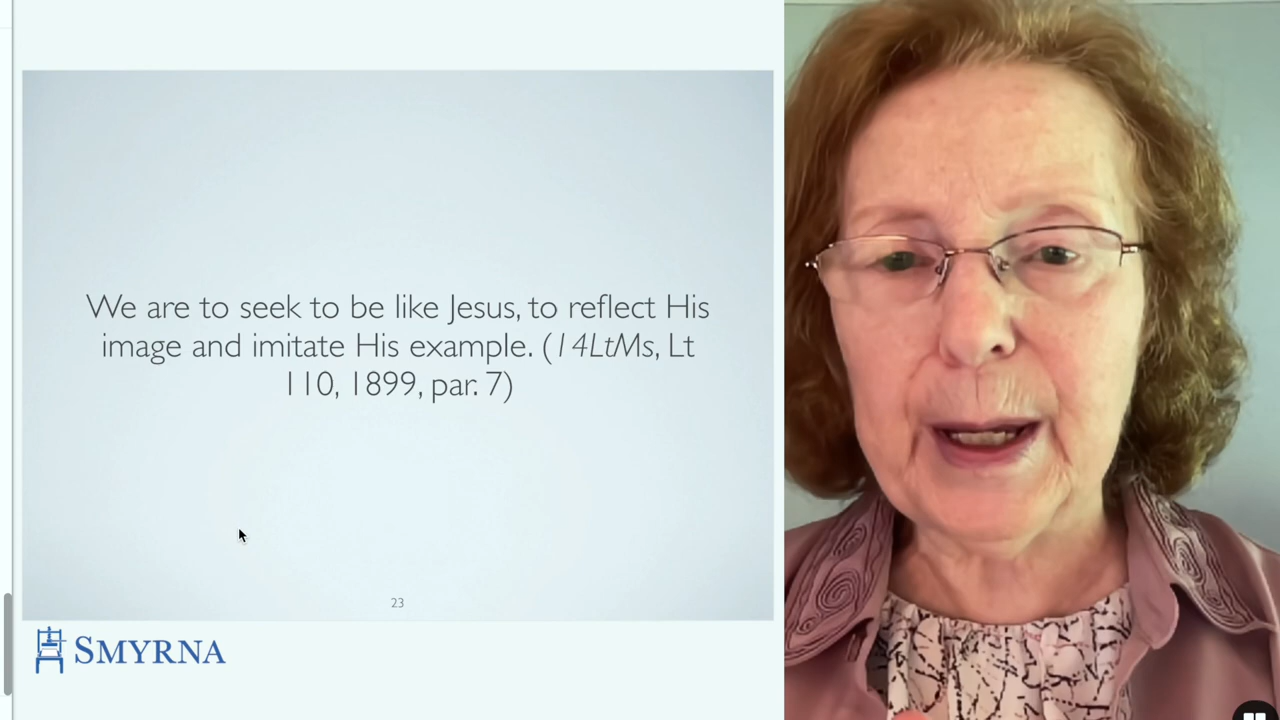 We are to seek to be like Jesus, to reflect His
image and imitate His example. (14LtMs, Lt
110, 1899, par. 7)
23
SMYRNA